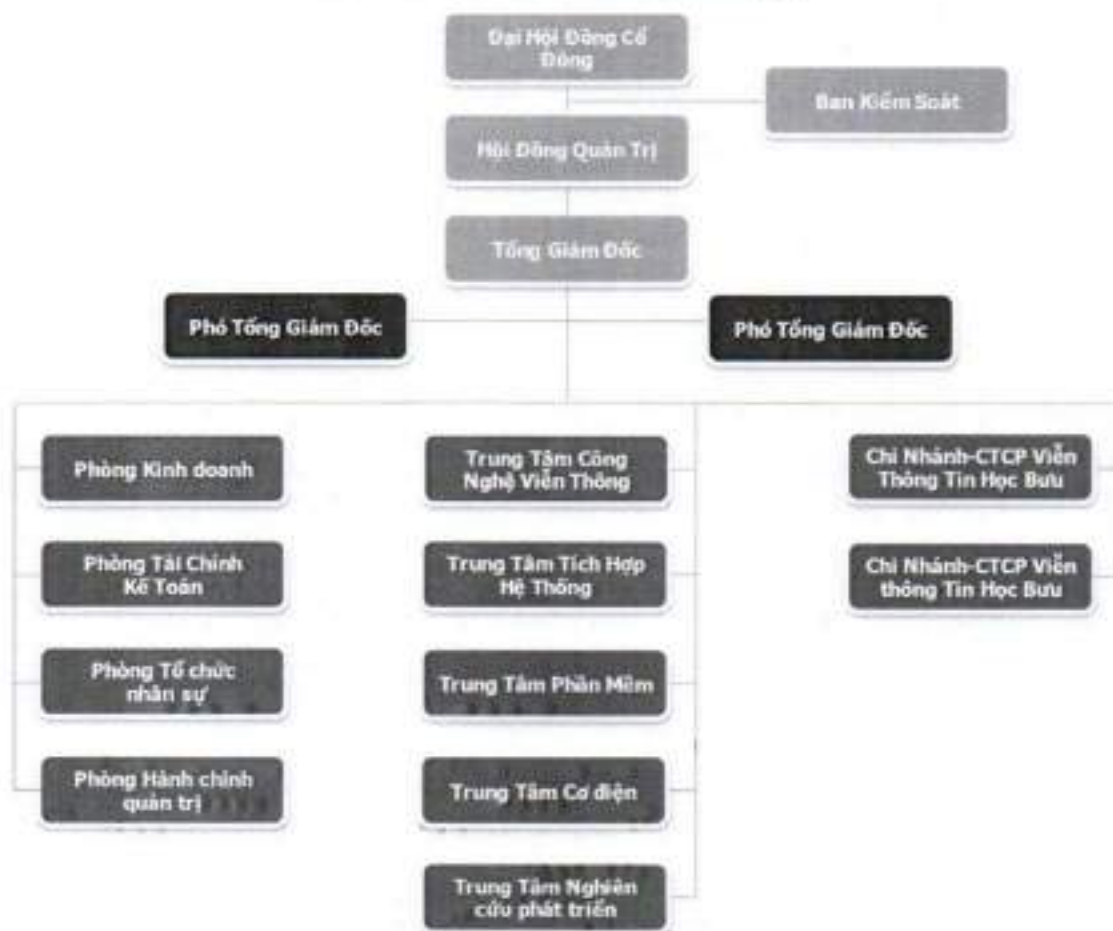 Đại Hội Đồng Cổ
Đông
Ban Kiểm Soát
Hội Đồng Quản Trị
Tổng Giám Đốc
Phó Tổng Giám Đốc
Phó Tổng Giám Đốc
Phòng Kinh doanh
Phòng Tài Chính
Kế Toán
Phòng Tổ chức
nhân sự
Phòng Hành chính
quản trị
Trung Tâm Công
Nghệ Viễn Thông
Trung Tâm Tích Hợp
Hệ Thống
Trung Tâm Phần Mềm
Trung Tâm Cơ điện
Trung Tâm Nghiên
cứu phát triển
Chi Nhánh-CTCP Viễn
Thông Tin Học Bưu
Chi Nhánh-CTCP Viễn
thông Tin Học Bưu